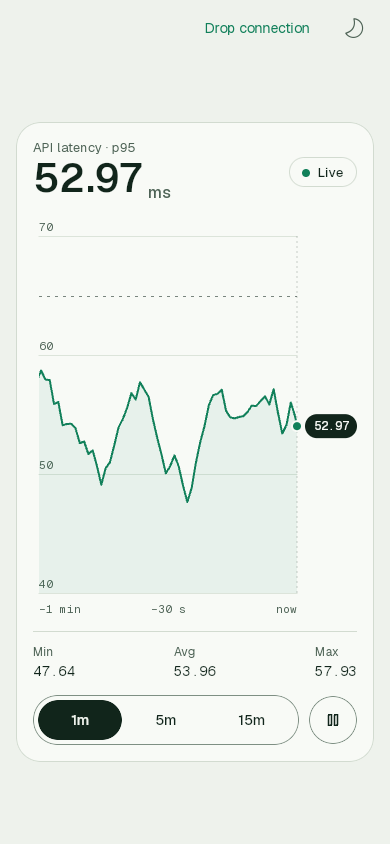 Drop connection
API latency · p95
52.97 ms
Live
70
60
50
40
52.97
−1 min −30 s now
Min Avg Max
47.64 53.96 57.93
1m 5m 15m